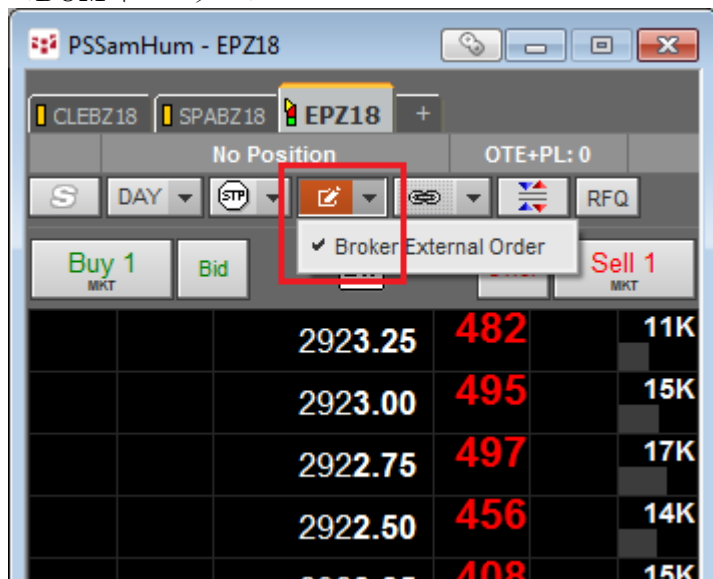 PSSamHum - EPZ18
CLEBZ18 SPABZ18 EPZ18 +
No Position OTE+PL: 0
S DAY STP RFQ
Broker External Order
Buy 1 Bid Sell 1
MKT MKT
2923.25 482 11K
2923.00 495 15K
2922.75 497 17K
2922.50 456 14K
408 15K